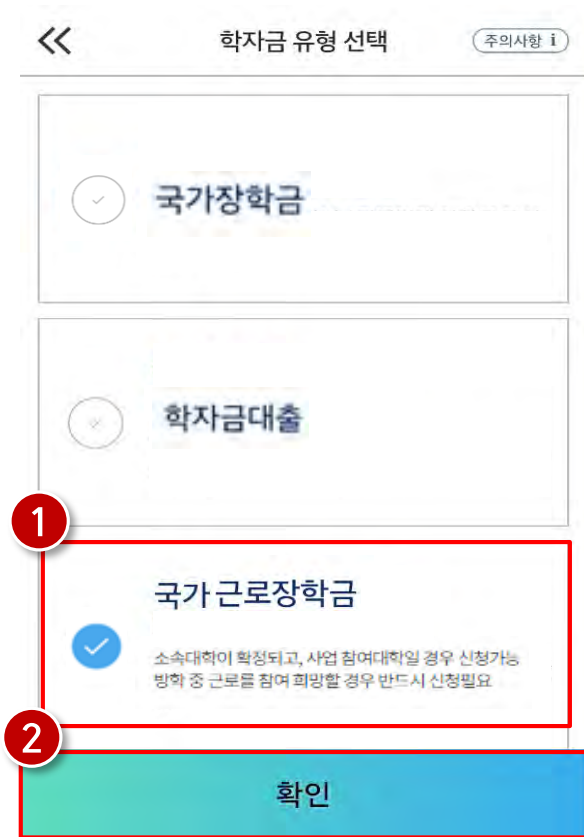 학자금 유형 선택
주의사항 i
국가장학금
학자금대출
1
국가 근로장학금
소속대학이 확정되고, 사업 참여대학일 경우 신청가능
방학 중 근로를 참여 희망할 경우 반드시 신청필요
2
확인